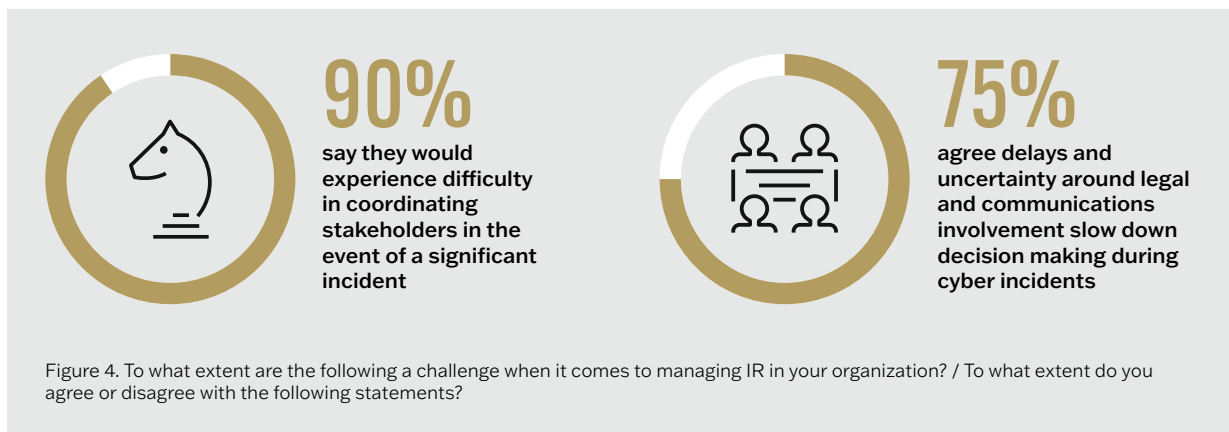 90%
say they would
experience difficulty
in coordinating
stakeholders in the
event of a significant
incident
75%
agree delays and
uncertainty around legal
and communications
involvement slow down
decision making during
cyber incidents
Figure 4. To what extent are the following a challenge when it comes to managing IR in your organization? / To what extent do you
agree or disagree with the following statements?